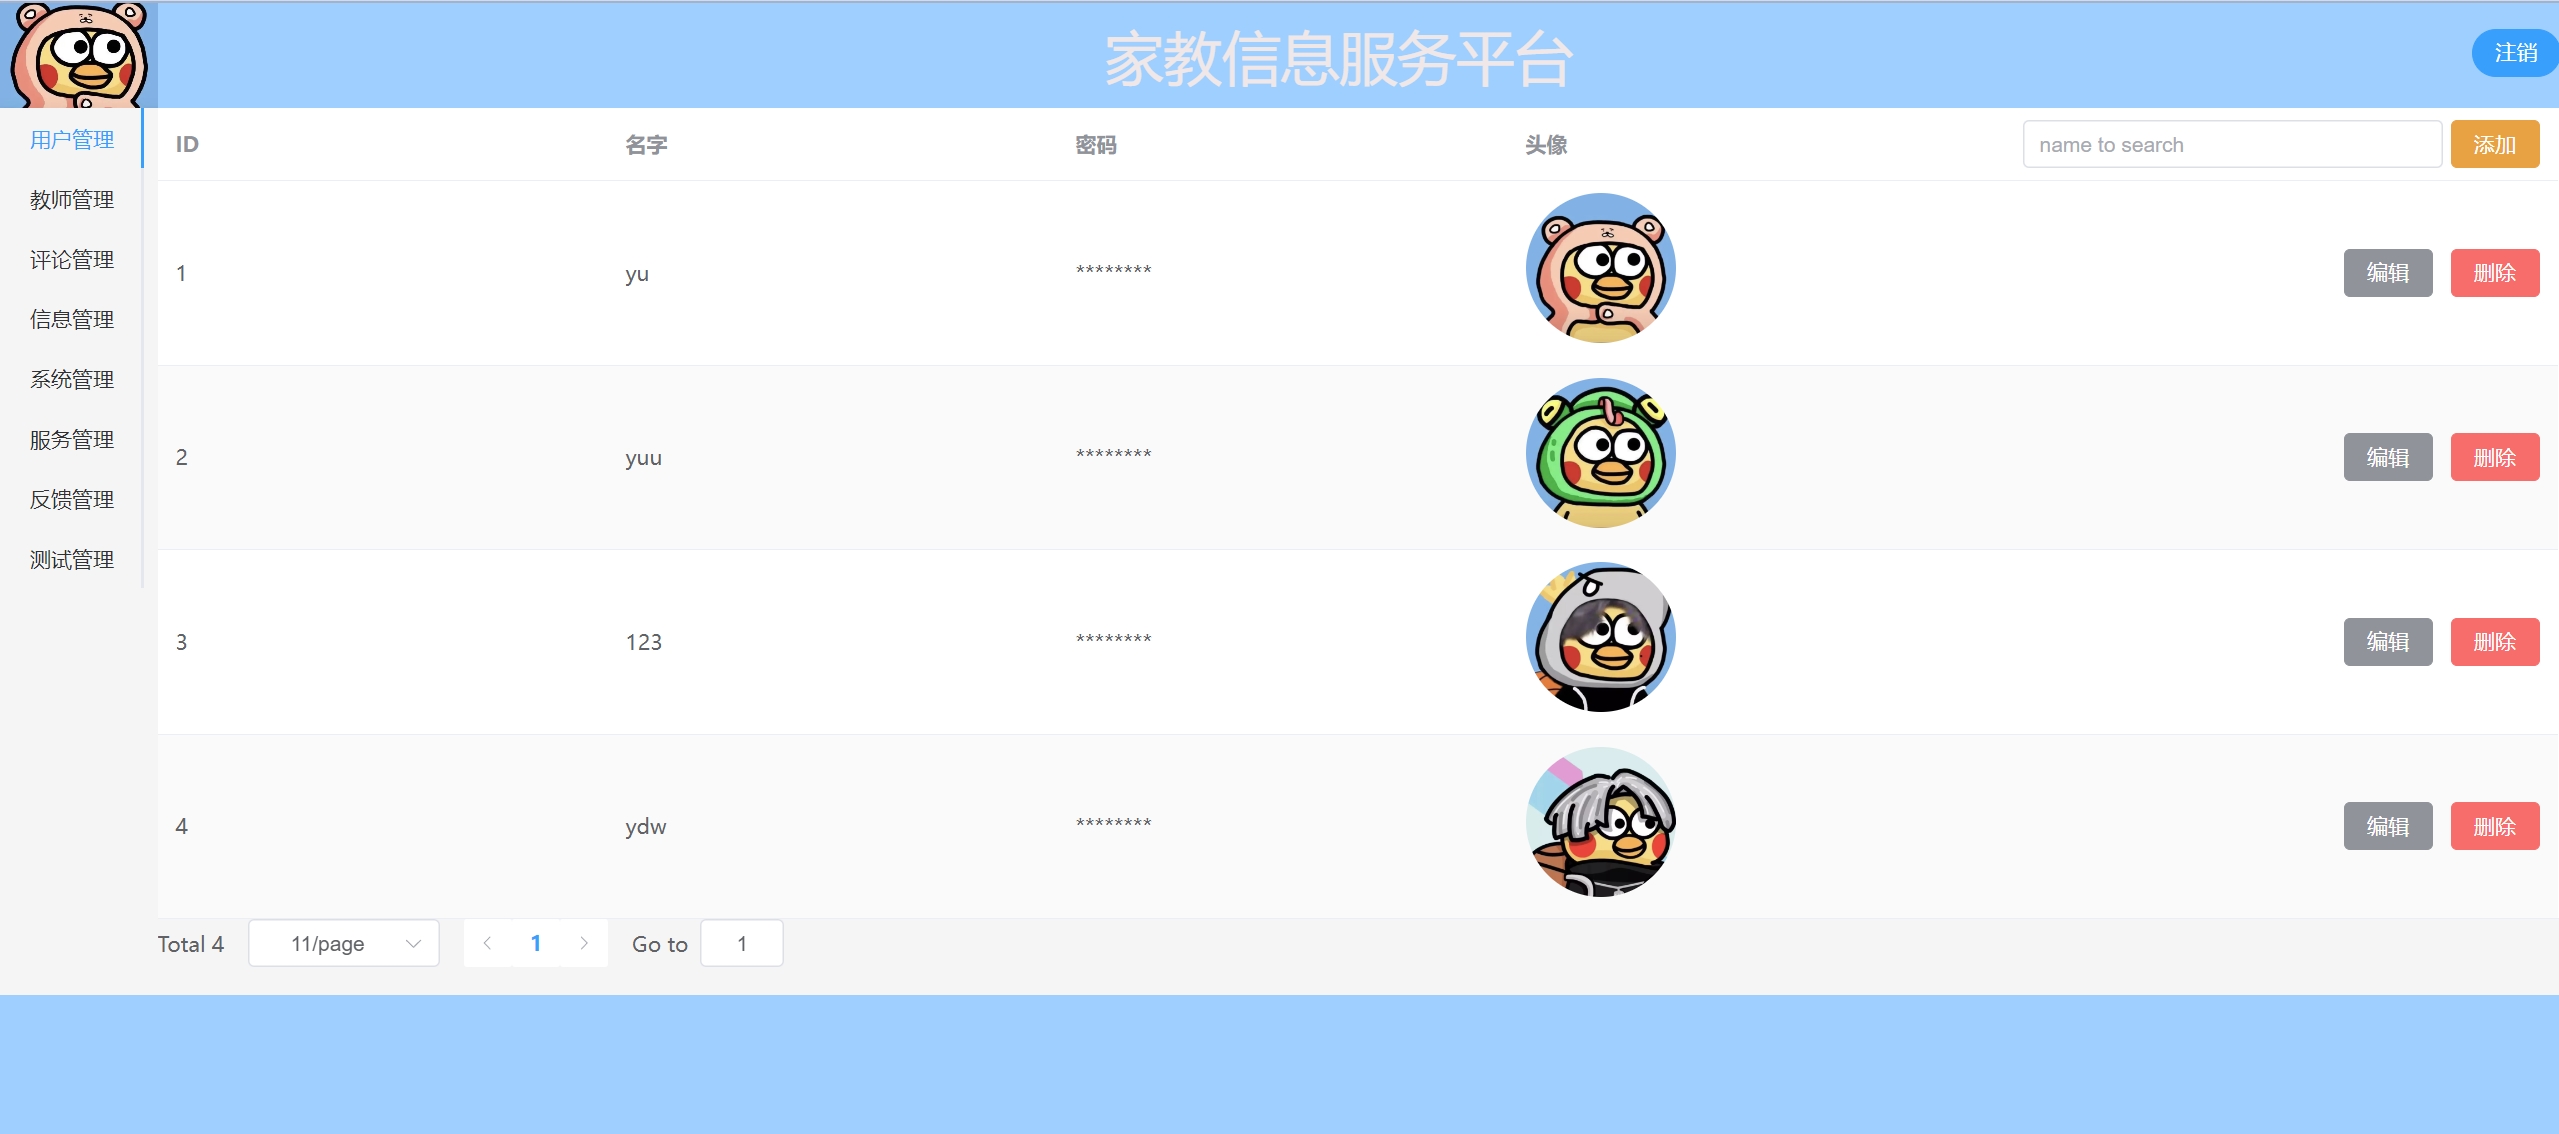 家教信息服务平台
注销
用户管理
教师管理
评论管理
信息管理
系统管理
服务管理
反馈管理
测试管理
ID 名字 密码 头像 name to search 添加
1 yu ******** 编辑 删除
2 yuu ******** 编辑 删除
3 123 ******** 编辑 删除
4 ydw ******** 编辑 删除
Total 4 11/page 1 Go to 1